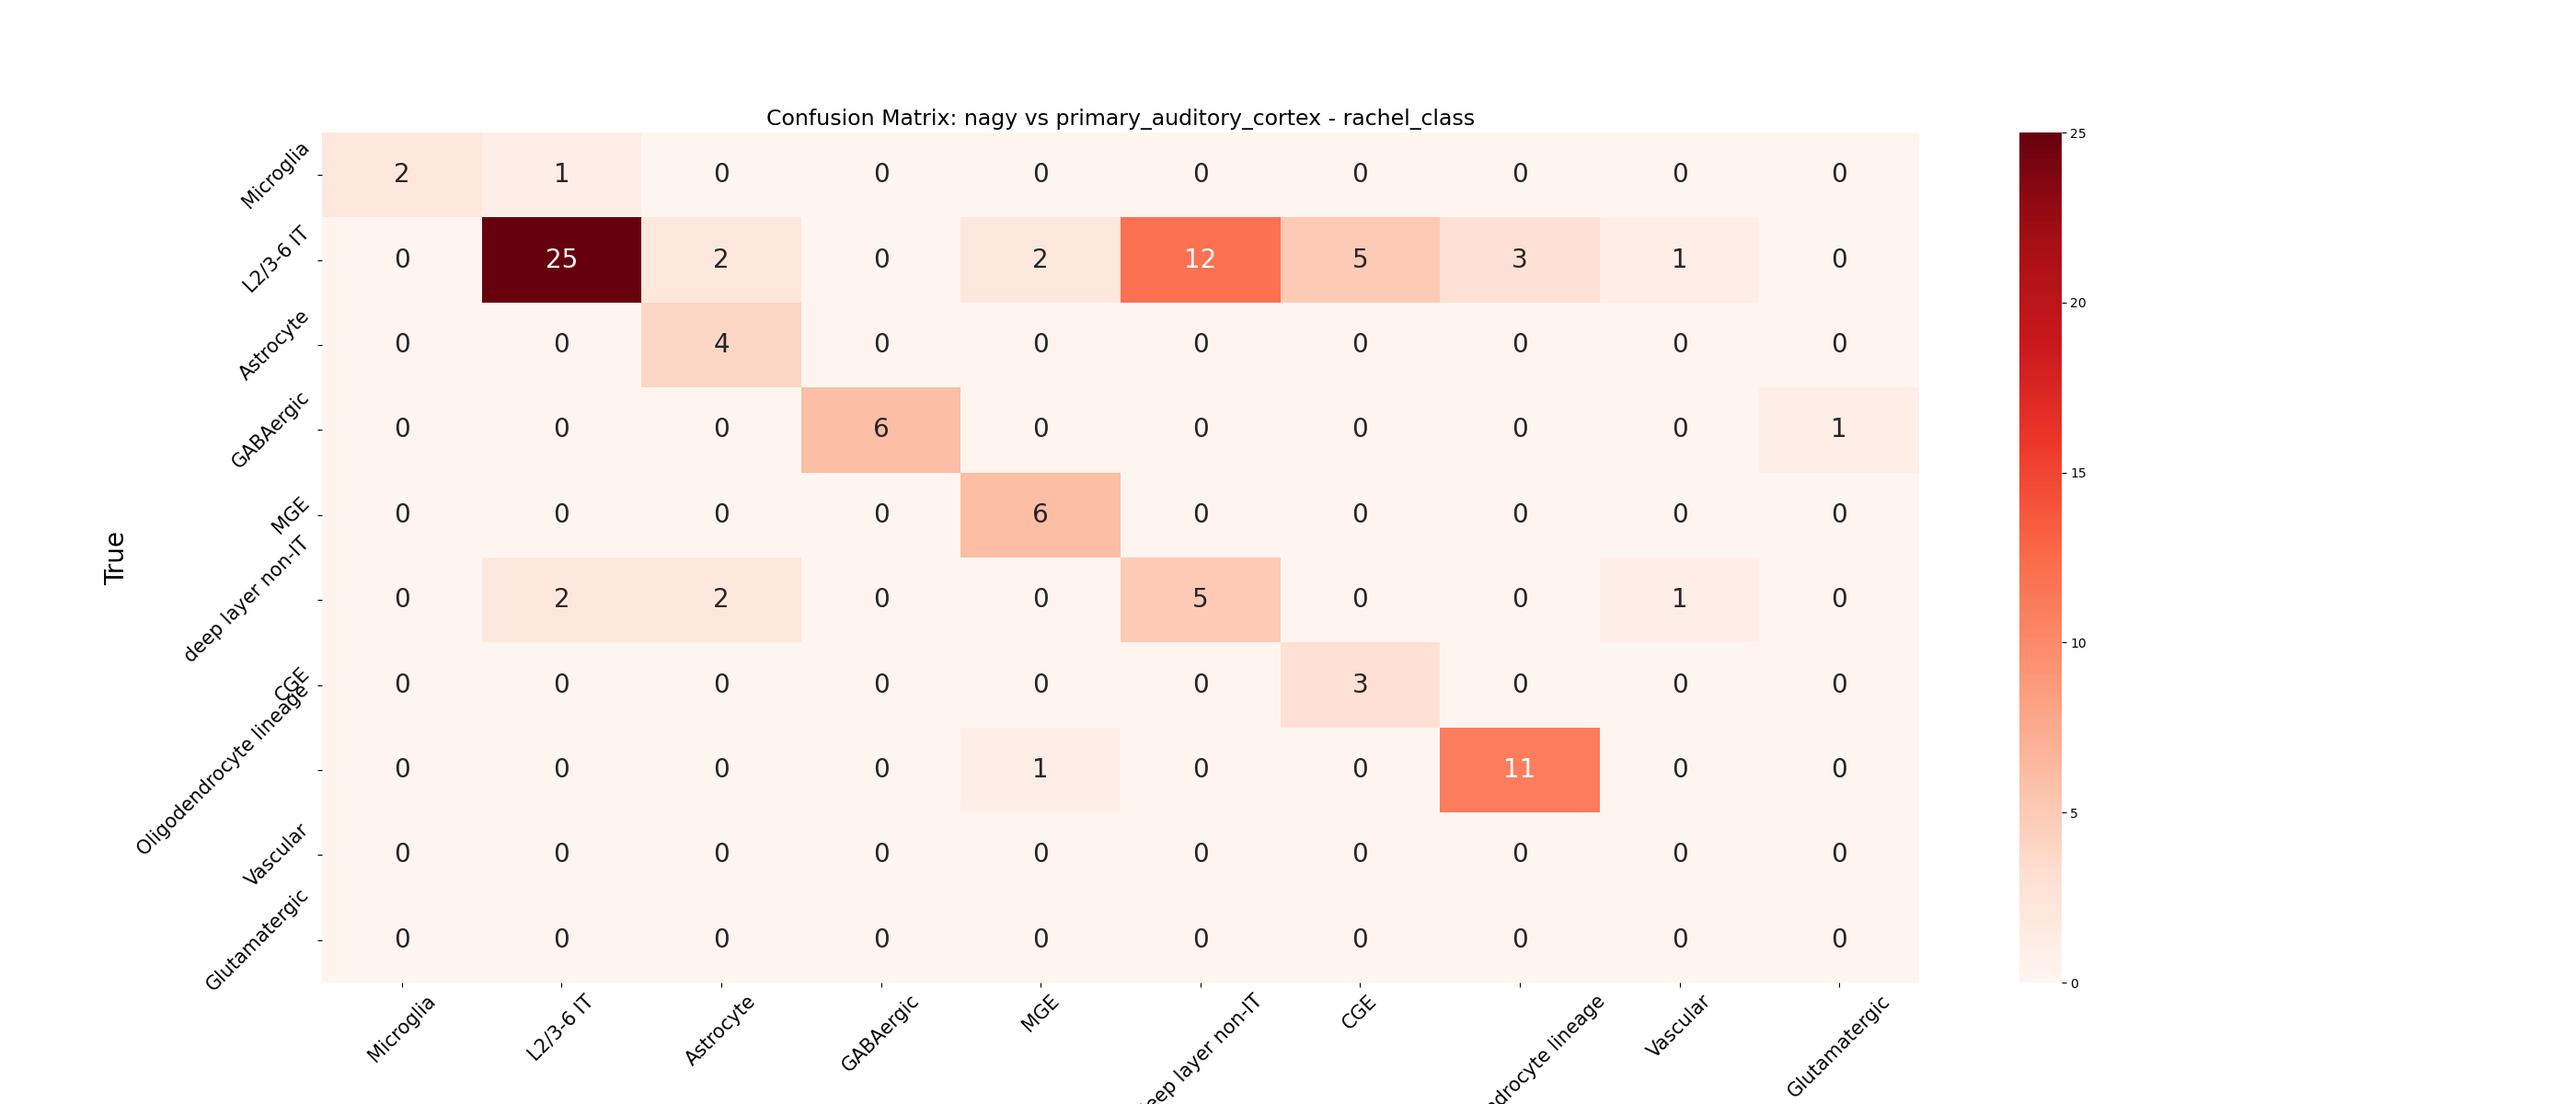 Confusion Matrix: nagy vs primary_auditory_cortex - rachel_class
True
Microglia 2 1 0 0 0 0 0 0 0 0
L2/3-6 IT 0 25 2 0 2 12 5 3 1 0
Astrocyte 0 0 4 0 0 0 0 0 0 0
GABAergic 0 0 0 6 0 0 0 0 0 1
MGE 0 0 0 0 6 0 0 0 0 0
deep layer non-IT 0 2 2 0 0 5 0 0 1 0
CGE 0 0 0 0 0 0 3 0 0 0
Oligodendrocyte lineage 0 0 0 0 1 0 0 11 0 0
Vascular 0 0 0 0 0 0 0 0 0 0
Glutamatergic 0 0 0 0 0 0 0 0 0 0
Microglia L2/3-6 IT Astrocyte GABAergic MGE eep layer non-IT CGE ndrocyte lineage Vascular Glutamatergic
25
20
15
10
5
0